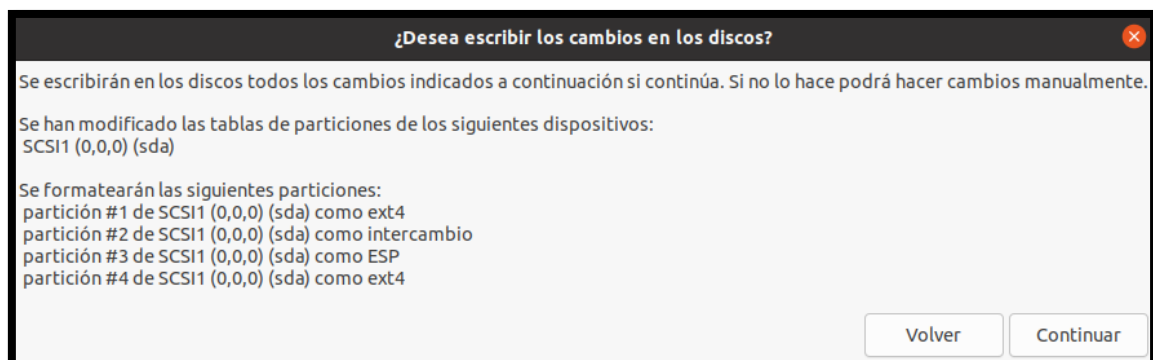 ¿Desea escribir los cambios en los discos?
Se escribirán en los discos todos los cambios indicados a continuación si continúa. Si no lo hace podrá hacer cambios manualmente.
Se han modificado las tablas de particiones de los siguientes dispositivos:
SCSI1 (0,0,0) (sda)
Se formatearán las siguientes particiones:
partición #1 de SCSI1 (0,0,0) (sda) como ext4
partición #2 de SCSI1 (0,0,0) (sda) como intercambio
partición #3 de SCSI1 (0,0,0) (sda) como ESP
partición #4 de SCSI1 (0,0,0) (sda) como ext4
Volver Continuar